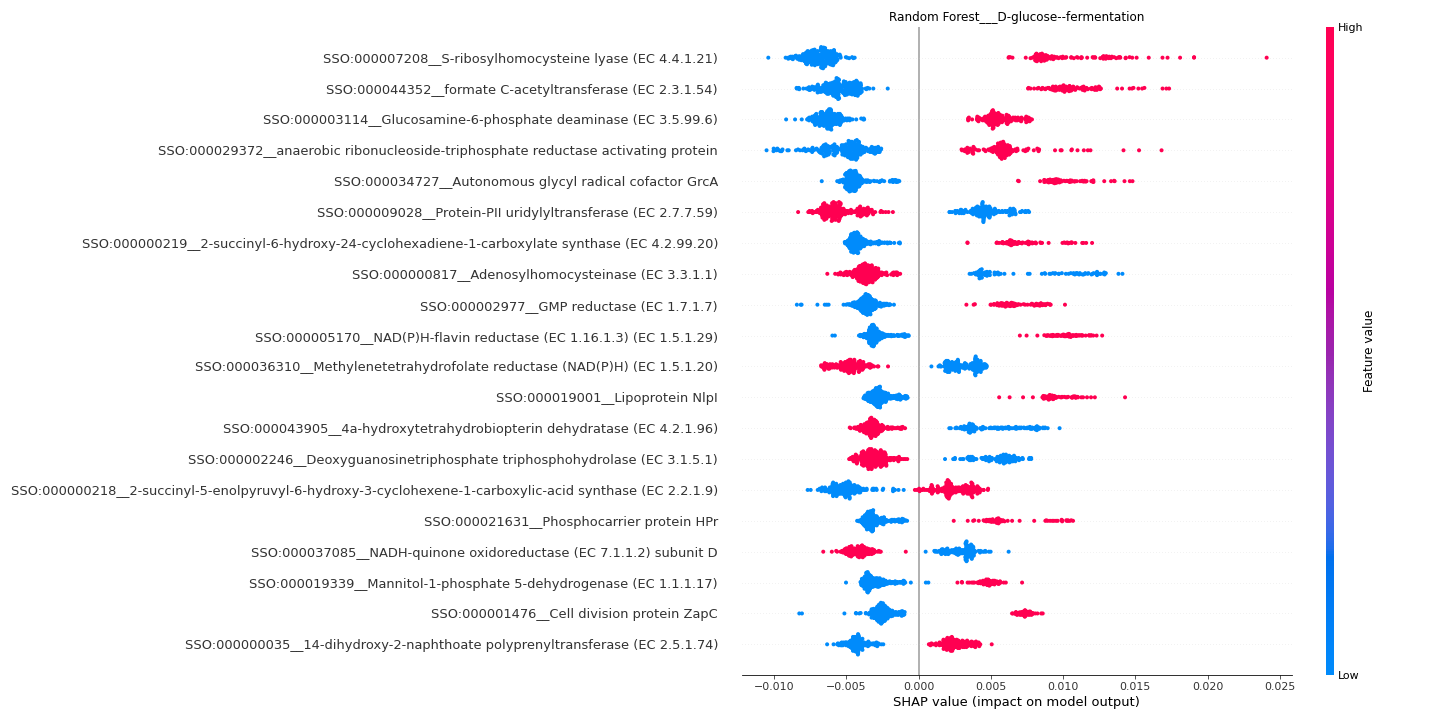 Random Forest___D-glucose--fermentation
High
SSO:000007208__S-ribosylhomocysteine lyase (EC 4.4.1.21)
SSO:000044352__formate C-acetyltransferase (EC 2.3.1.54)
SSO:000003114__Glucosamine-6-phosphate deaminase (EC 3.5.99.6)
SSO:000029372__anaerobic ribonucleoside-triphosphate reductase activating protein
SSO:000034727__Autonomous glycyl radical cofactor GrcA
SSO:000009028__Protein-PII uridylyltransferase (EC 2.7.7.59)
SSO:000000219__2-succinyl-6-hydroxy-24-cyclohexadiene-1-carboxylate synthase (EC 4.2.99.20)
SSO:000000817__Adenosylhomocysteinase (EC 3.3.1.1)
SSO:000002977__GMP reductase (EC 1.7.1.7)
SSO:000005170__NAD(P)H-flavin reductase (EC 1.16.1.3) (EC 1.5.1.29)
SSO:000036310__Methylenetetrahydrofolate reductase (NAD(P)H) (EC 1.5.1.20)
SSO:000019001__Lipoprotein NlpI
SSO:000043905__4a-hydroxytetrahydrobiopterin dehydratase (EC 4.2.1.96)
SSO:000002246__Deoxyguanosinetriphosphate triphosphohydrolase (EC 3.1.5.1)
SSO:000000218__2-succinyl-5-enolpyruvyl-6-hydroxy-3-cyclohexene-1-carboxylic-acid synthase (EC 2.2.1.9)
SSO:000021631__Phosphocarrier protein HPr
SSO:000037085__NADH-quinone oxidoreductase (EC 7.1.1.2) subunit D
SSO:000019339__Mannitol-1-phosphate 5-dehydrogenase (EC 1.1.1.17)
SSO:000001476__Cell division protein ZapC
SSO:000000035__14-dihydroxy-2-naphthoate polyprenyltransferase (EC 2.5.1.74)
Feature value
Low
−0.010 −0.005 0.000 0.005 0.010 0.015 0.020 0.025
SHAP value (impact on model output)